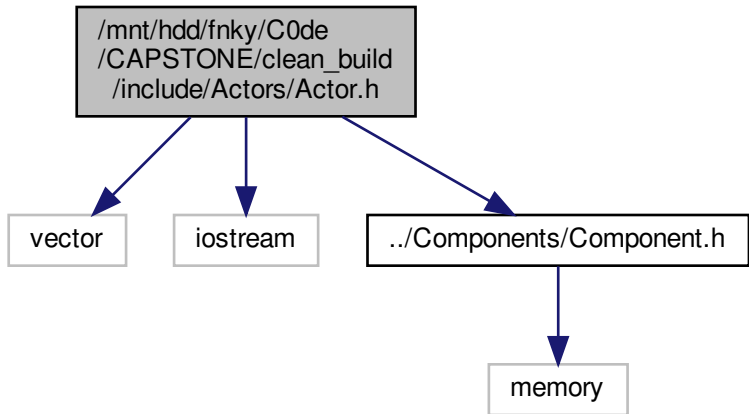 /mnt/hdd/fnky/C0de
/CAPSTONE/clean_build
/include/Actors/Actor.h
vector
iostream
../Components/Component.h
memory